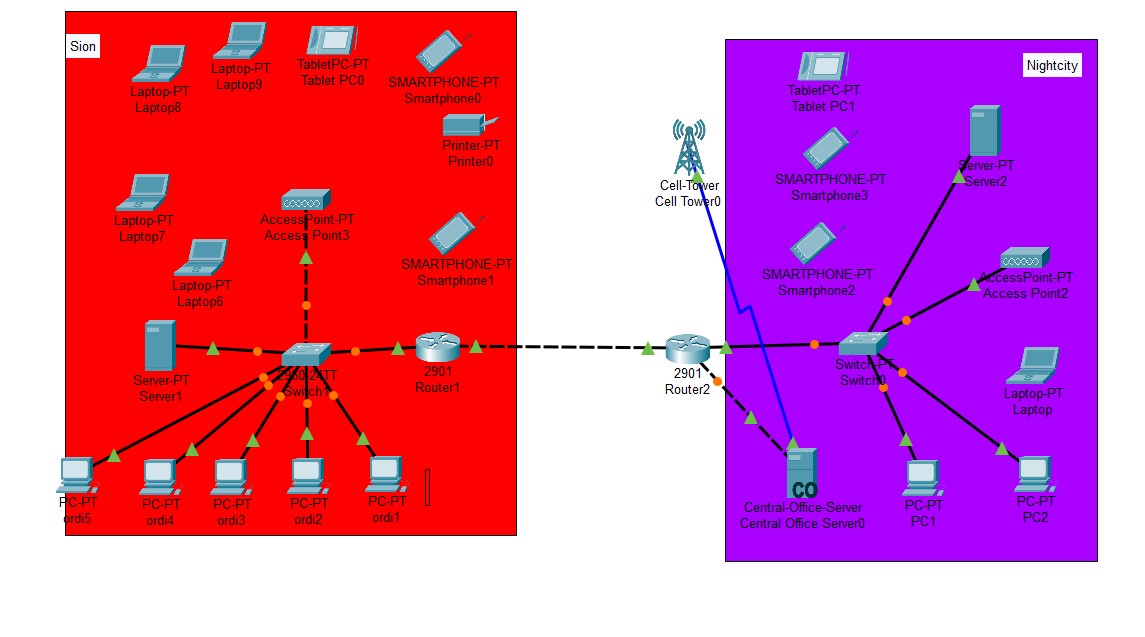 Sion
Laptop-PT
Laptop8
Laptop-PT
Laptop9
TabletPC-PT
Tablet PC0
SMARTPHONE-PT
Smartphone0
Printer-PT
Printer0
Laptop-PT
Laptop7
AccessPoint-PT
Access Point3
SMARTPHONE-PT
Smartphone1
Laptop-PT
Laptop6
Server-PT
Server1
2960-24TT
Switch1
2901
Router1
PC-PT
ordi5
PC-PT
ordi4
PC-PT
ordi3
PC-PT
ordi2
PC-PT
ordi1
Cell-Tower
Cell Tower0
2901
Router2
Nightcity
TabletPC-PT
Tablet PC1
SMARTPHONE-PT
Smartphone3
Server-PT
Server2
SMARTPHONE-PT
Smartphone2
AccessPoint-PT
Access Point2
Switch-PT
Switch0
Laptop-PT
Laptop
CO
Central-Office-Server
Central Office Server0
PC-PT
PC1
PC-PT
PC2